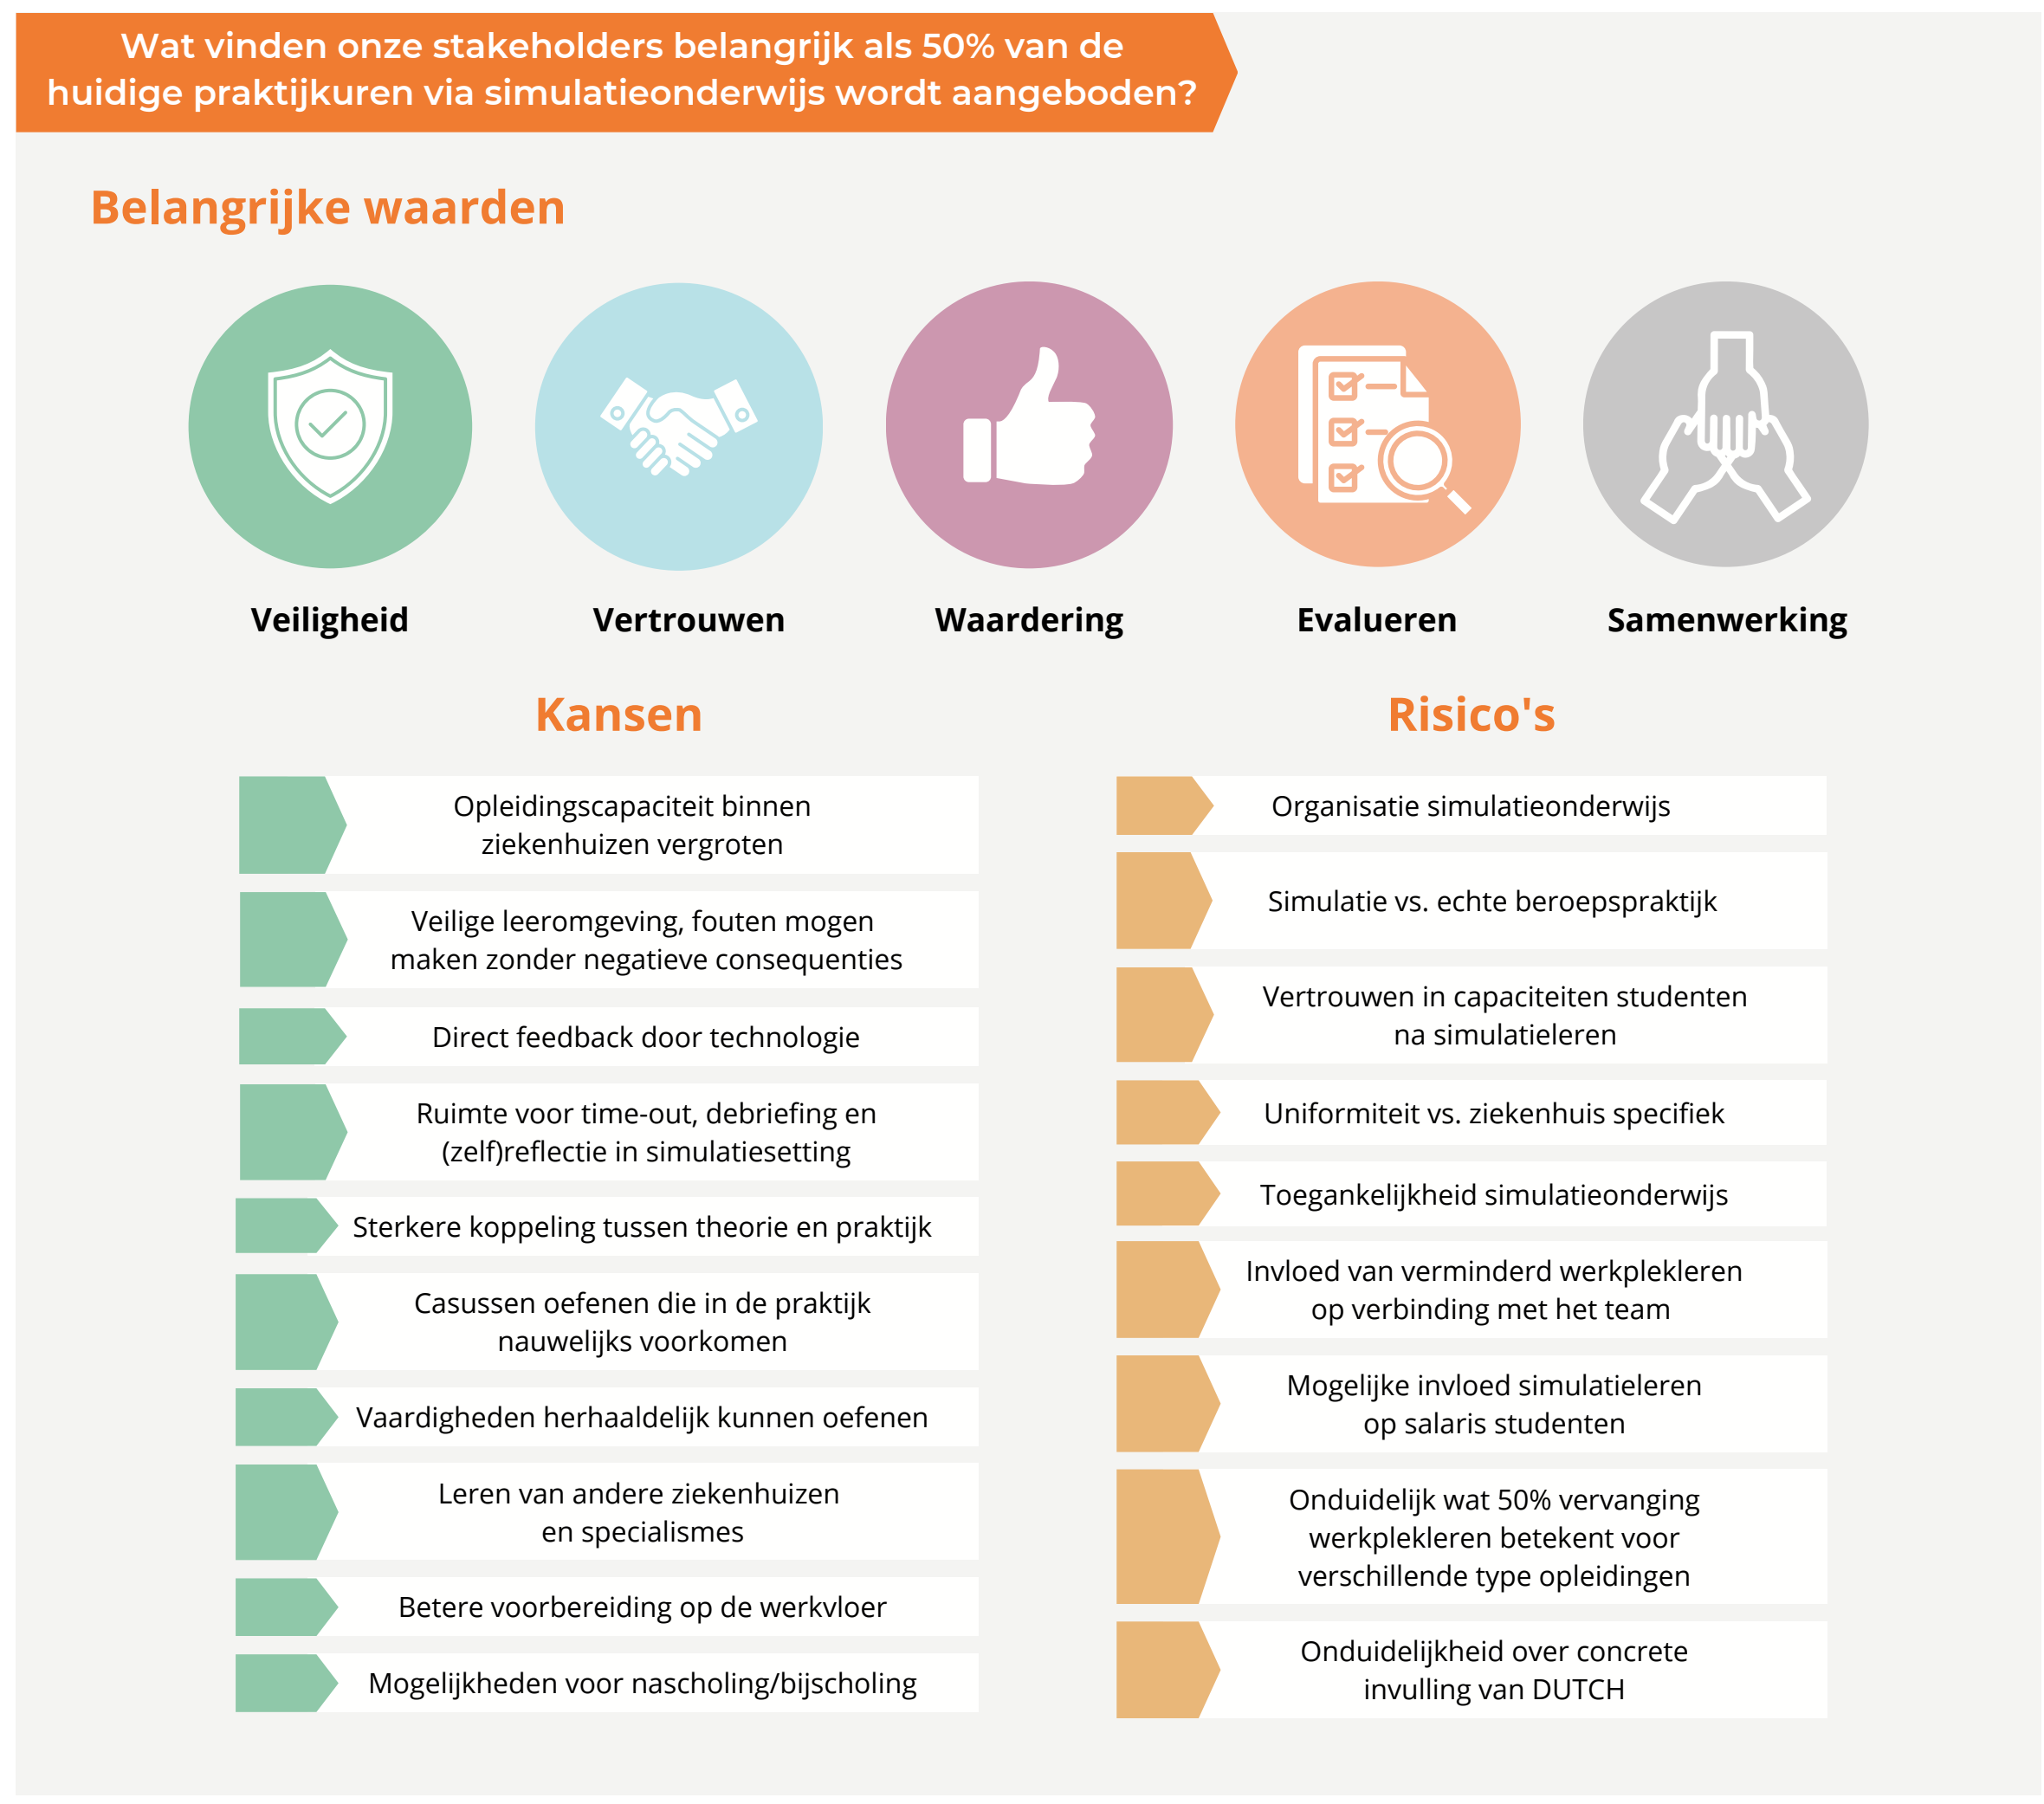 Wat vinden onze stakeholders belangrijk als 50% van de
huidige praktijkuren via simulatieonderwijs wordt aangeboden?
Belangrijke waarden
Veiligheid
Vertrouwen
Waardering
Evalueren
Samenwerking
Kansen
Opleidingscapaciteit binnen
ziekenhuizen vergroten
Veilige leeromgeving, fouten mogen
maken zonder negatieve consequenties
Direct feedback door technologie
Ruimte voor time-out, debriefing en
(zelf)reflectie in simulatiesetting
Sterkere koppeling tussen theorie en praktijk
Casussen oefenen die in de praktijk
nauwelijks voorkomen
Vaardigheden herhaaldelijk kunnen oefenen
Leren van andere ziekenhuizen
en specialismes
Betere voorbereiding op de werkvloer
Mogelijkheden voor nascholing/bijscholing
Risico's
Organisatie simulatieonderwijs
Simulatie vs. echte beroepspraktijk
Vertrouwen in capaciteiten studenten
na simulatieleren
Uniformiteit vs. ziekenhuis specifiek
Toegankelijkheid simulatieonderwijs
Invloed van verminderd werkplekleren
op verbinding met het team
Mogelijke invloed simulatieleren
op salaris studenten
Onduidelijk wat 50% vervanging
werkplekleren betekent voor
verschillende type opleidingen
Onduidelijkheid over concrete
invulling van DUTCH